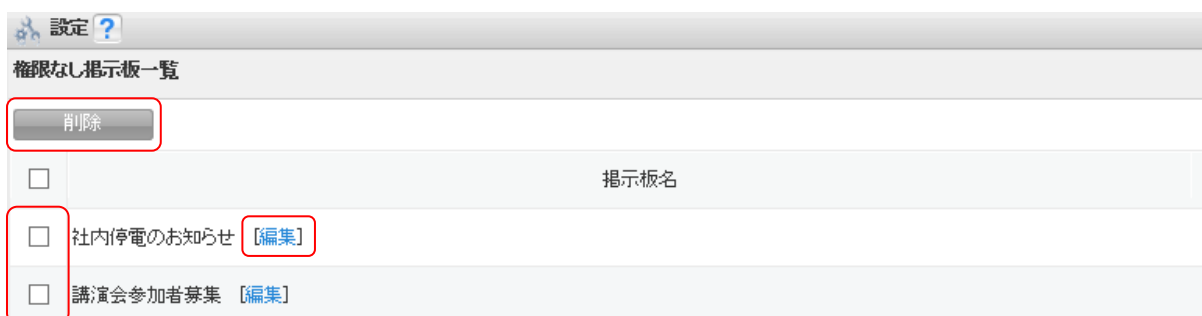 設定 ?
権限なし掲示板一覧
削除
掲示板名
社内停電のお知らせ [編集]
講演会参加者募集 [編集]